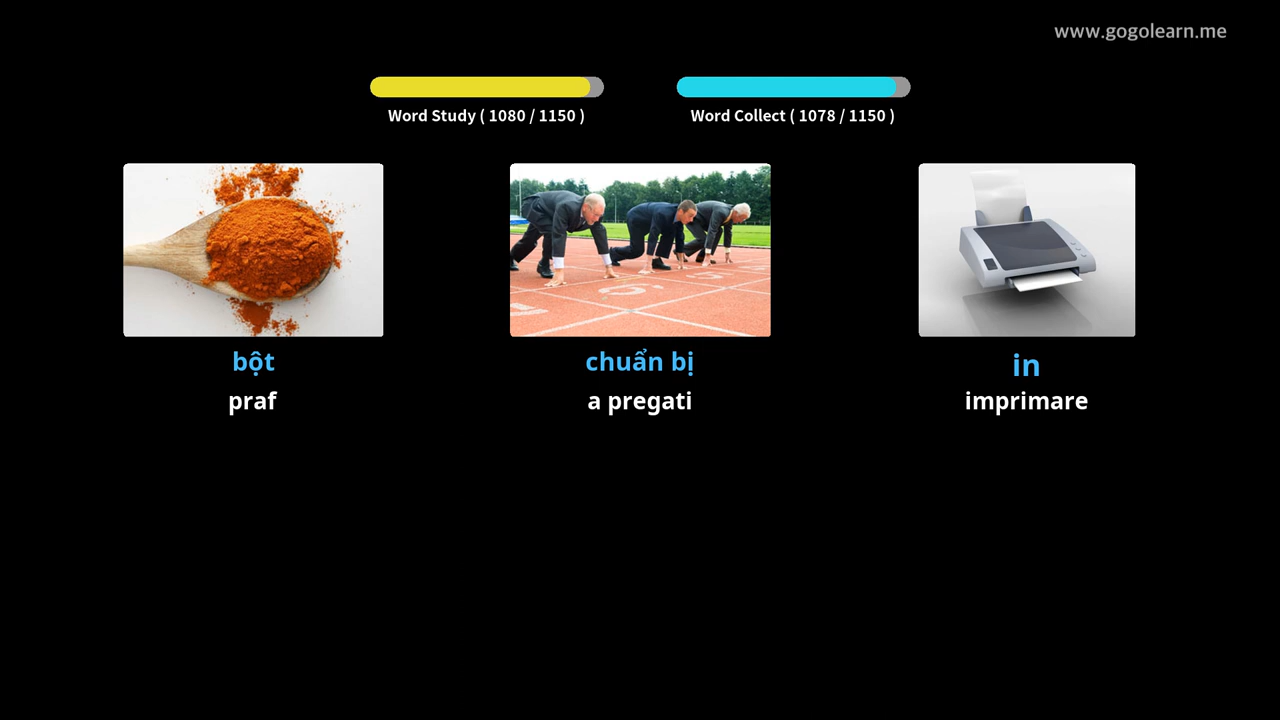 www.gogolearn.me
Word Study ( 1080 / 1150 )
Word Collect ( 1078 / 1150 )
bột
chuẩn bị
in
praf
a pregati
imprimare